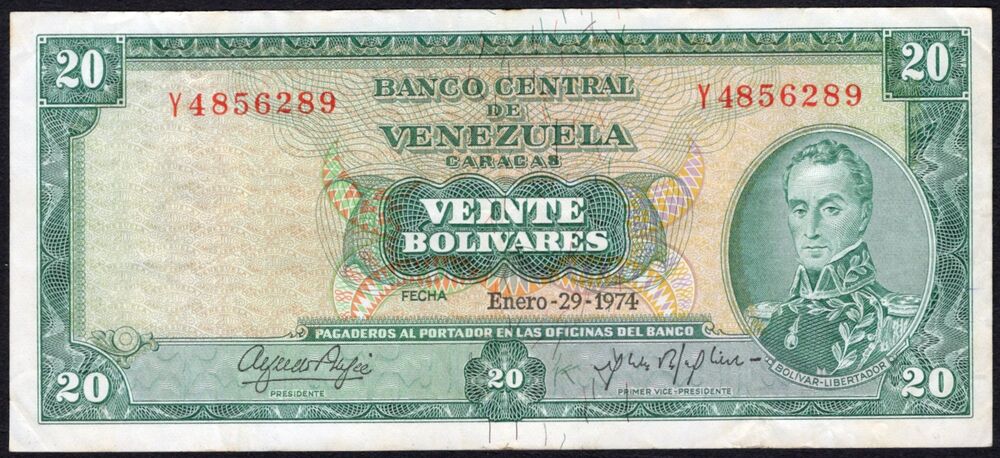 20 20
Y4856289 Y4856289
BANCO CENTRAL
DE
VENEZUELA
CARACAS
VEINTE
BOLIVARES
FECHA Enero-29-1974
PAGADEROS AL PORTADOR EN LAS OFICINAS DEL BANCO
BOLIVAR-LIBERTADOR
PRESIDENTE PRIMER VICE-PRESIDENTE
20 20 20